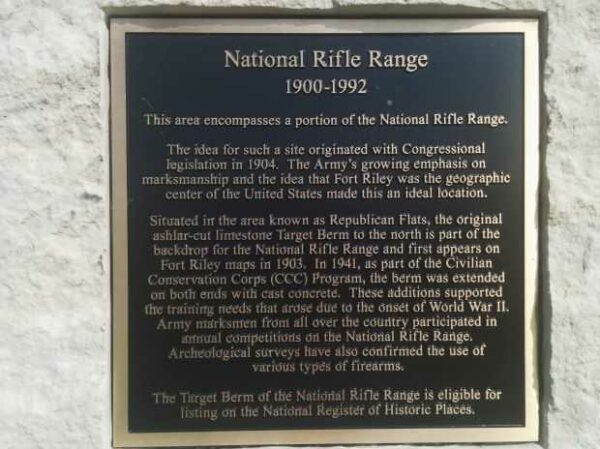 National Rifle Range
1900-1992
This area encompasses a portion of the National Rifle Range.
The idea for such a site originated with Congressional
legislation in 1904. The Army's growing emphasis on
marksmanship and the idea that Fort Riley was the geographic
center of the United States made this an ideal location.
Situated in the area known as Republican Flats, the original
ashlar-cut limestone Target Berm to the north is part of the
backdrop for the National Rifle Range and first appears on
Fort Riley maps in 1903. In 1941, as part of the Civilian
Conservation Corps (CCC) Program, the berm was extended
on both ends with cast concrete. These additions supported
the training needs that arose due to the onset of World War II.
Army marksmen from all over the country participated in
annual competitions on the National Rifle Range.
Archeological surveys have also confirmed the use of
various types of firearms.
The Target Berm of the National Rifle Range is eligible for
listing on the National Register of Historic Places.